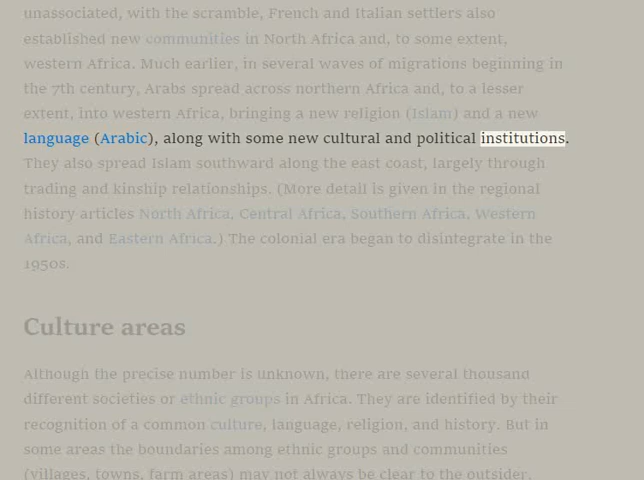 unassociated, with the scramble, French and Italian settlers also
established new communities in North Africa and, to some extent,
western Africa. Much earlier, in several waves of migrations beginning in
the 7th century, Arabs spread across northern Africa and, to a lesser
extent, into western Africa, bringing a new religion (Islam) and a new
language (Arabic), along with some new cultural and political institutions.
They also spread Islam southward along the east coast, largely through
trading and kinship relationships. (More detail is given in the regional
history articles North Africa, Central Africa, Southern Africa, Western
Africa, and Eastern Africa.) The colonial era began to disintegrate in the
1950s.
Culture areas
Although the precise number is unknown, there are several thousand
different societies or ethnic groups in Africa. They are identified by their
recognition of a common culture, language, religion, and history. But in
some areas the boundaries among ethnic groups and communities
(villages, towns, farm areas) may not always be clear to the outsider.